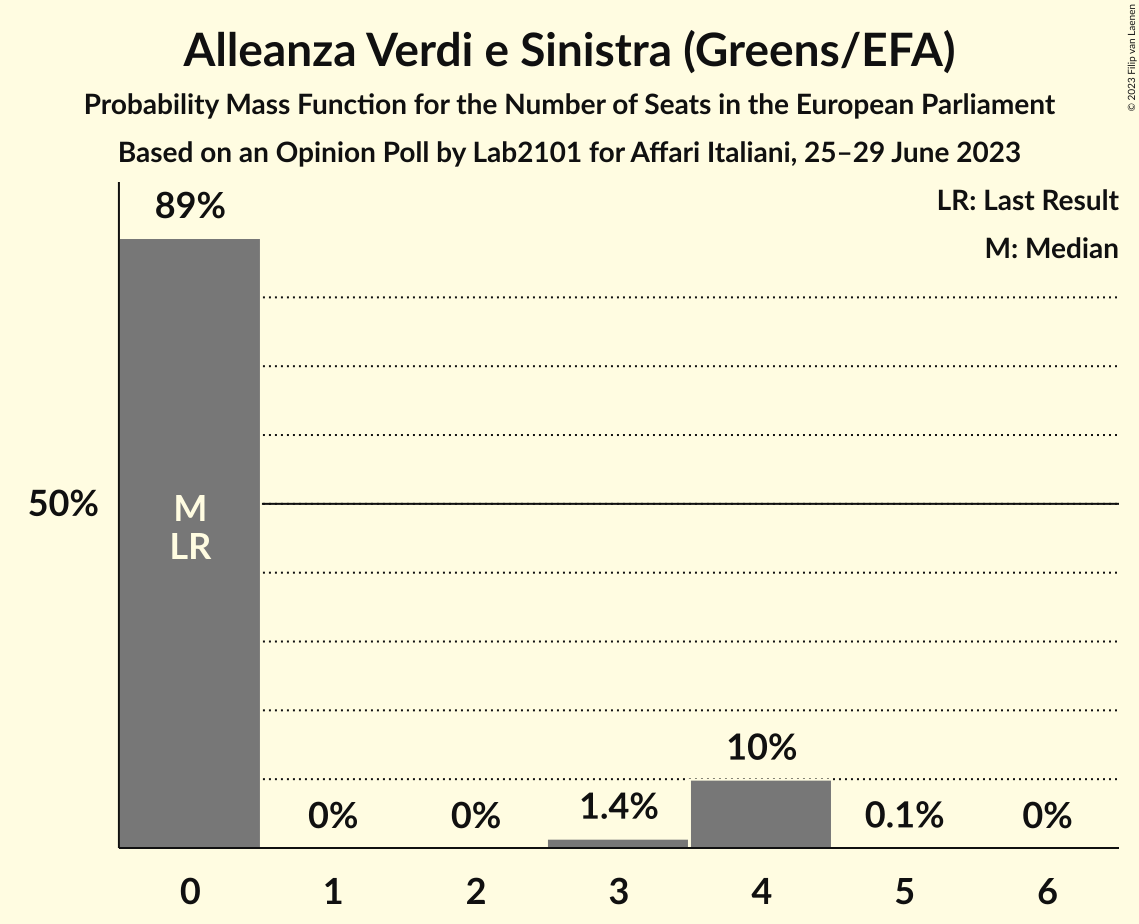 Alleanza Verdi e Sinistra (Greens/EFA)
Probability Mass Function for the Number of Seats in the European Parliament
Based on an Opinion Poll by Lab2101 for Affari Italiani, 25–29 June 2023
© 2023 Filip van Laenen
LR: Last Result
M: Median
89%
50%
M
LR
0%
0%
1.4%
10%
0.1%
0%
0
1
2
3
4
5
6